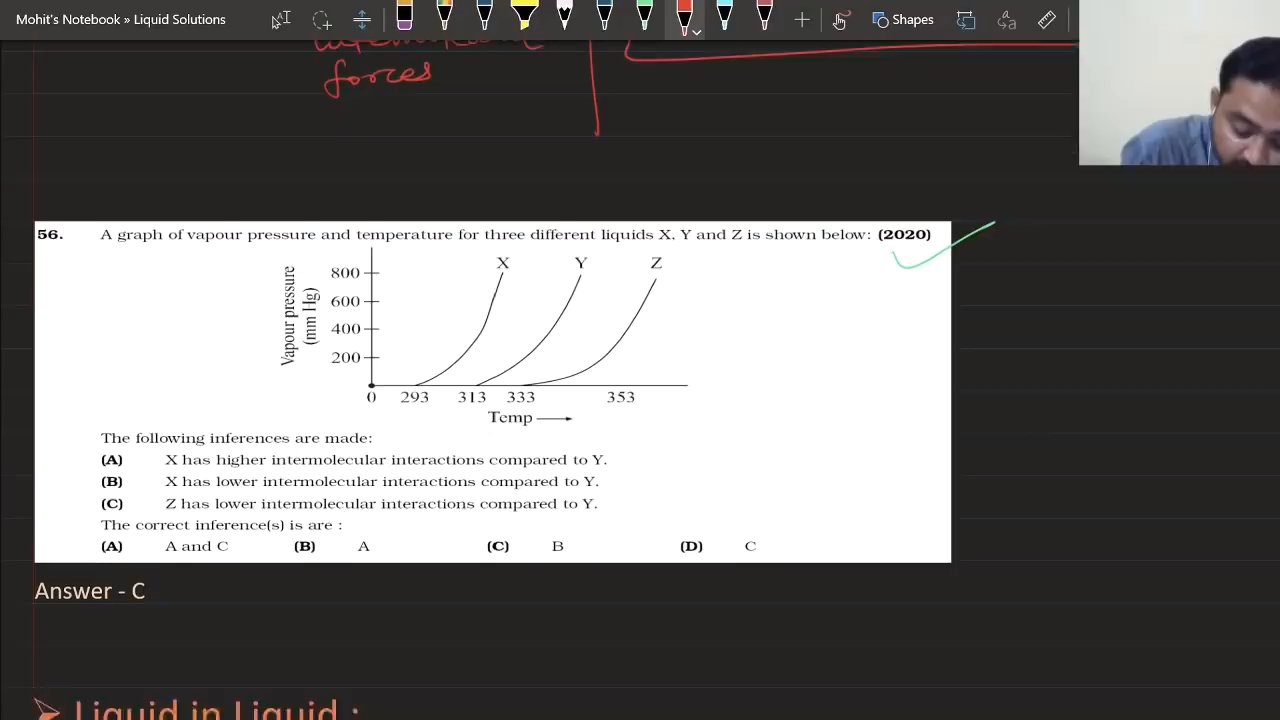 Mohit's Notebook » Liquid Solutions
Shapes
forces
56. A graph of vapour pressure and temperature for three different liquids X, Y and Z is shown below: (2020)
X Y Z
800
600
400
200
Vapour pressure
(mm Hg)
0 293 313 333 353
Temp
The following inferences are made:
(A) X has higher intermolecular interactions compared to Y.
(B) X has lower intermolecular interactions compared to Y.
(C) Z has lower intermolecular interactions compared to Y.
The correct inference(s) is are :
(A) A and C (B) A (C) B (D) C
Answer - C
➤ Liquid in Liquid :